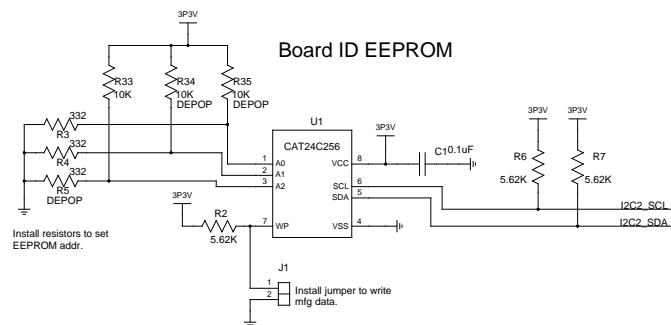 3P3V
Board ID EEPROM
R33
10K
R34
10K
DEPOP
R35
10K
DEPOP
332
R3
332
R4
332
R5
DEPOP
Install resistors to set
EEPROM addr.
U1
CAT24C256
1 A0
2 A1
3 A2
7 WP
VCC 8
SCL 6
SDA 5
VSS 4
3P3V
C1 0.1uF
3P3V
3P3V
R6
5.62K
R7
5.62K
I2C2_SCL
I2C2_SDA
3P3V
R2
5.62K
J1
1
2
Install jumper to write
mfg data.